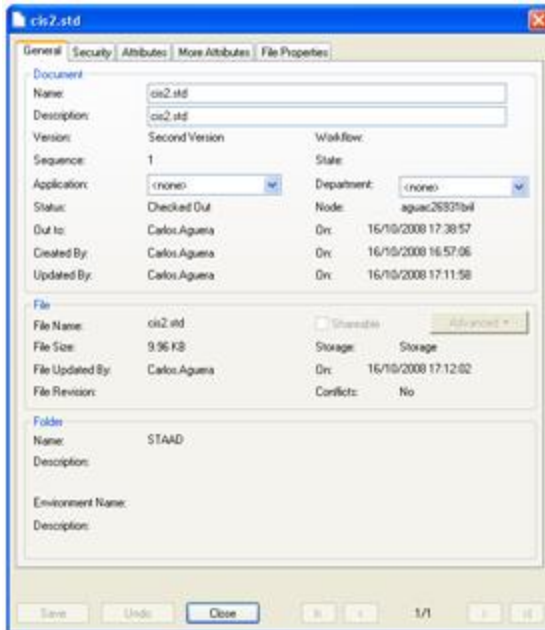 cis2.std
General Security Attributes More Attributes File Properties
Document
Name: cis2.std
Description: cis2.std
Version: Second Version Workflow:
Sequence: 1 State:
Application: <none> Department: <none>
Status: Checked Out Node: aguac26931bril
Out to: Carlos.Aguera On: 16/10/2008 17:38:57
Created By: Carlos.Aguera On: 16/10/2008 16:57:06
Updated By: Carlos.Aguera On: 16/10/2008 17:11:58
File
File Name: cis2.std Shareable Advanced
File Size: 9.96 KB Storage: Storage
File Updated By: Carlos.Aguera On: 16/10/2008 17:12:02
File Revision: Conflicts: No
Folder
Name: STAAD
Description:
Environment Name:
Description:
Save Undo Close 1/1